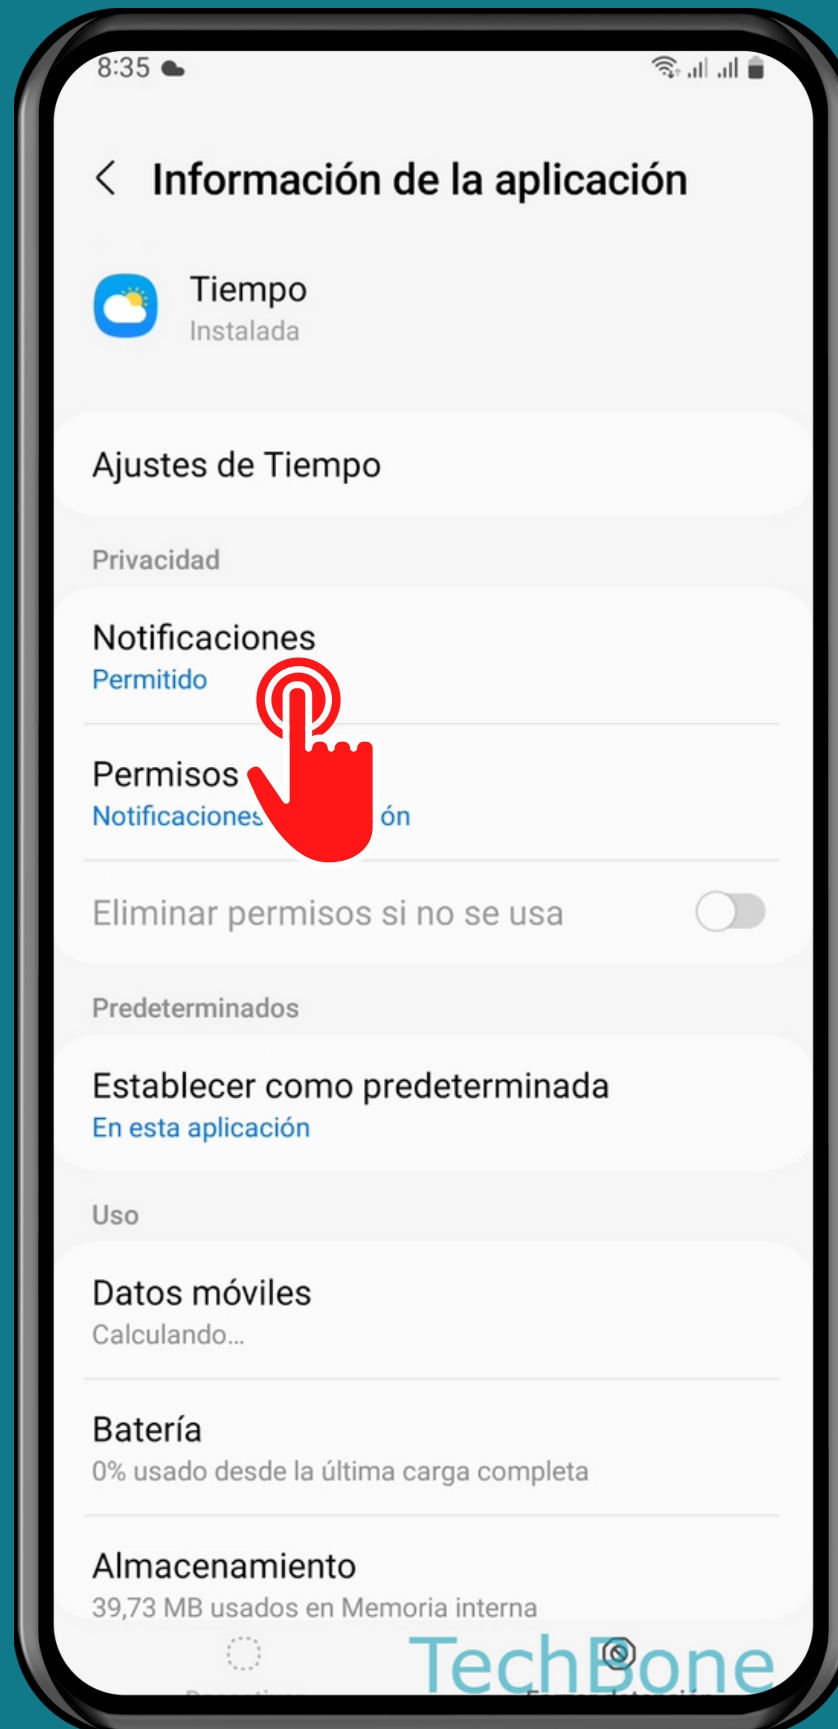 8:35
Información de la aplicación
Tiempo
Instalada
Ajustes de Tiempo
Privacidad
Notificaciones
Permitido
Permisos
Notificaciones ón
Eliminar permisos si no se usa
Predeterminados
Establecer como predeterminada
En esta aplicación
Uso
Datos móviles
Calculando...
Batería
0% usado desde la última carga completa
Almacenamiento
39,73 MB usados en Memoria interna
TechBone